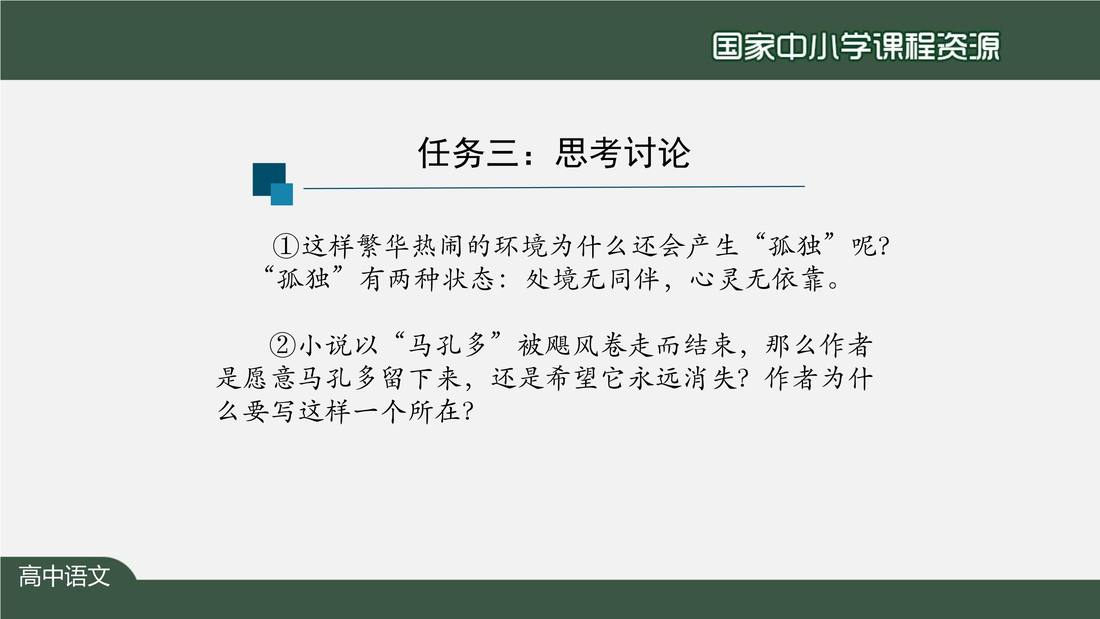 国家中小学课程资源
任务三：思考讨论
①这样繁华热闹的环境为什么还会产生“孤独”呢？
“孤独”有两种状态：处境无同伴，心灵无依靠。
②小说以“马孔多”被飓风卷走而结束，那么作者
是愿意马孔多留下来，还是希望它永远消失？作者为什
么要写这样一个所在？
高中语文